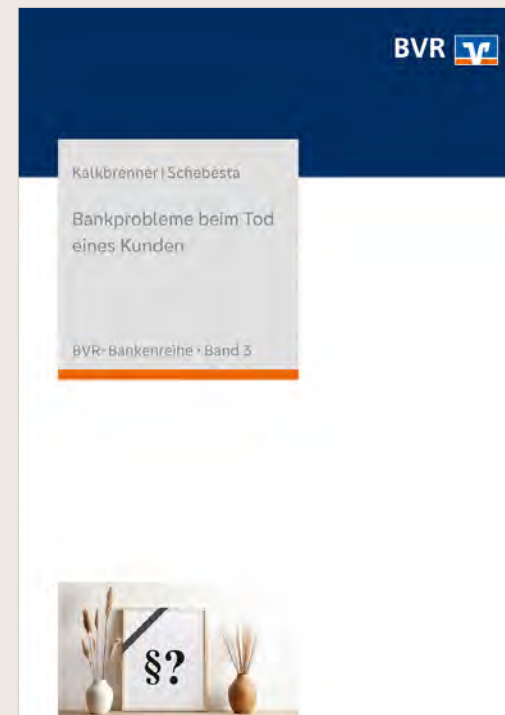 BVR
Kalkbrenner | Schebesta
Bankprobleme beim Tod
eines Kunden
BVR-Bankenreihe • Band 3
§?